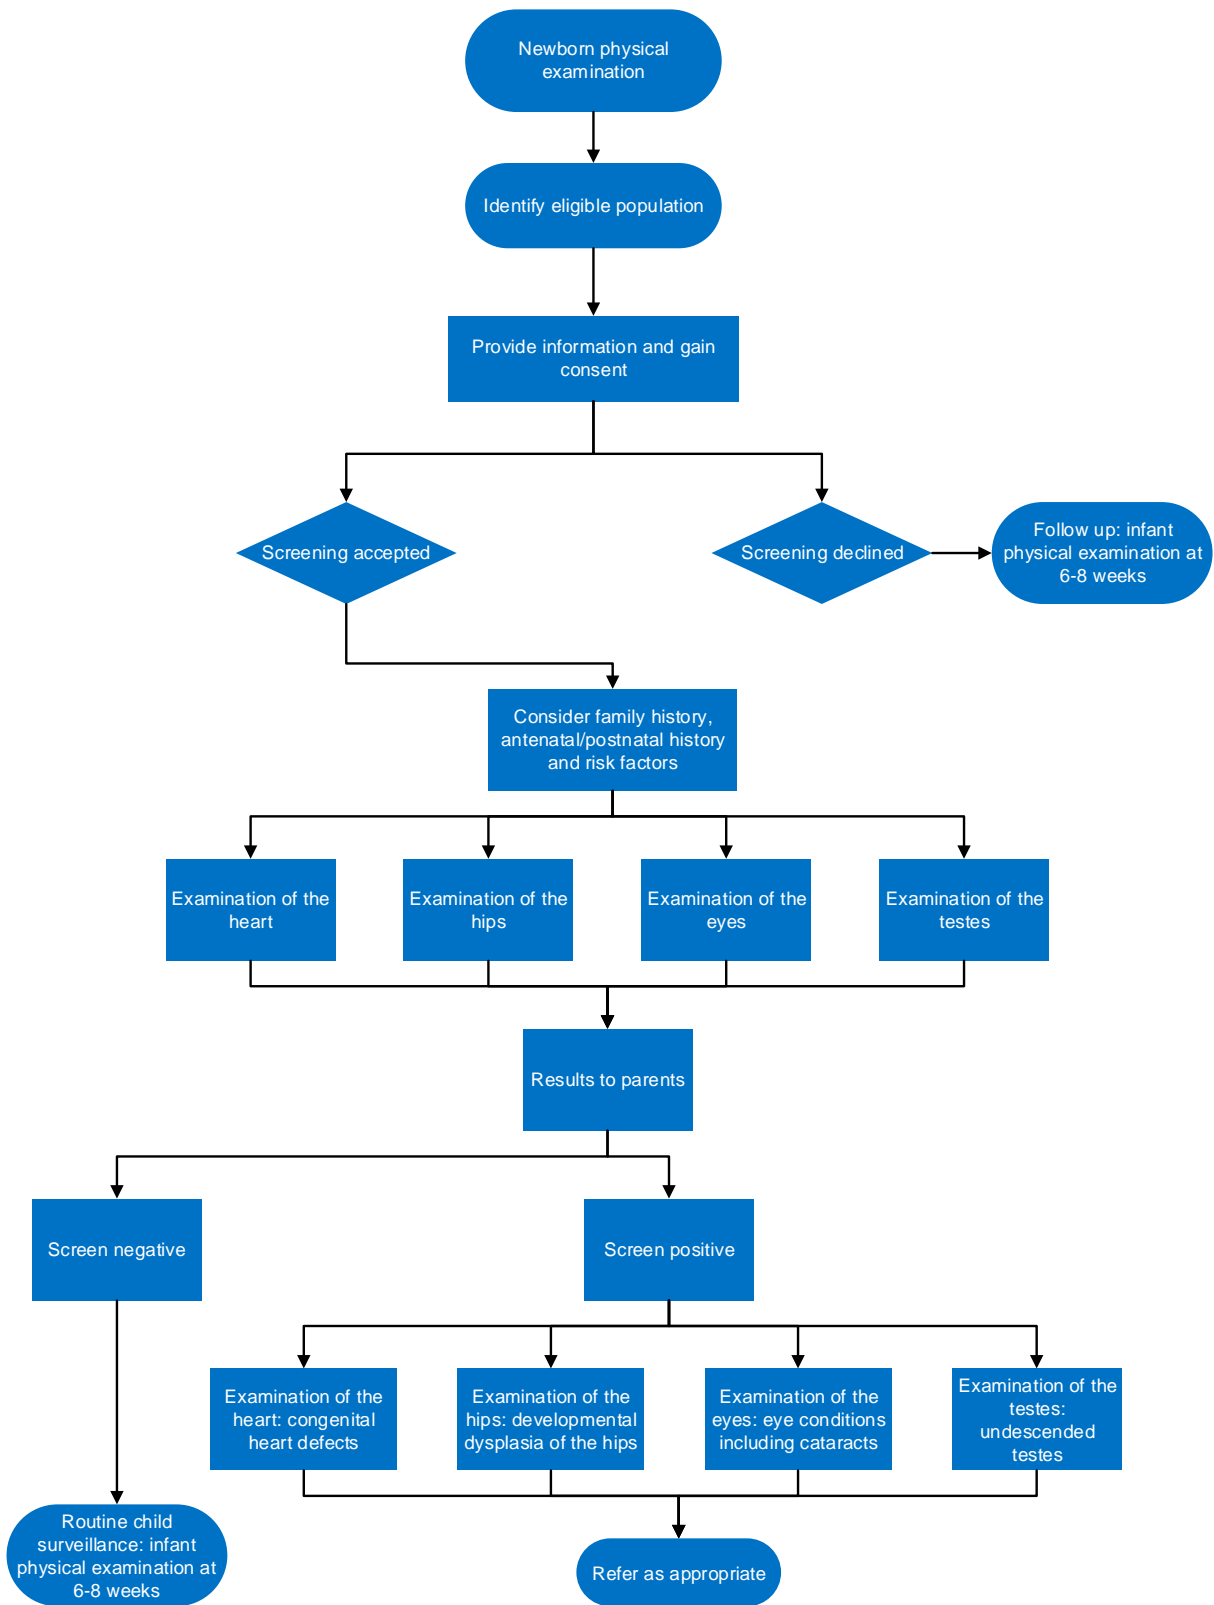 Newborn physical
examination
Identify eligible population
Provide information and gain
consent
Screening accepted
Screening declined
Follow up: infant
physical examination at
6-8 weeks
Consider family history,
antenatal/postnatal history
and risk factors
Examination of the
heart
Examination of the
hips
Examination of the
eyes
Examination of the
testes
Results to parents
Screen negative
Screen positive
Examination of the
heart: congenital
heart defects
Examination of the
hips: developmental
dysplasia of the hips
Examination of the
eyes: eye conditions
including cataracts
Examination of the
testes:
undescended
testes
Routine child
surveillance: infant
physical examination at
6-8 weeks
Refer as appropriate